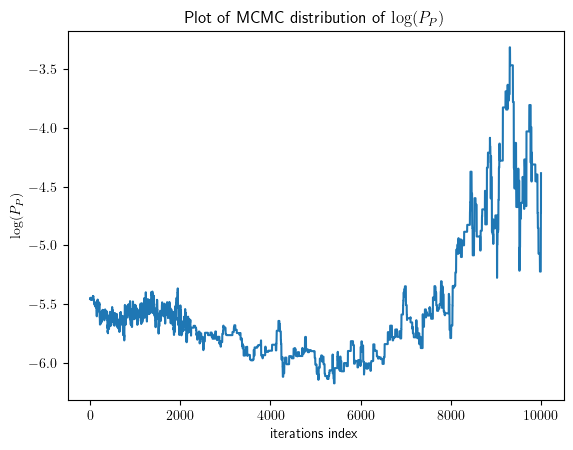 Plot of MCMC distribution of log(P_P)
−3.5
−4.0
−4.5
−5.0
−5.5
−6.0
log(P_P)
0 2000 4000 6000 8000 10000
iterations index